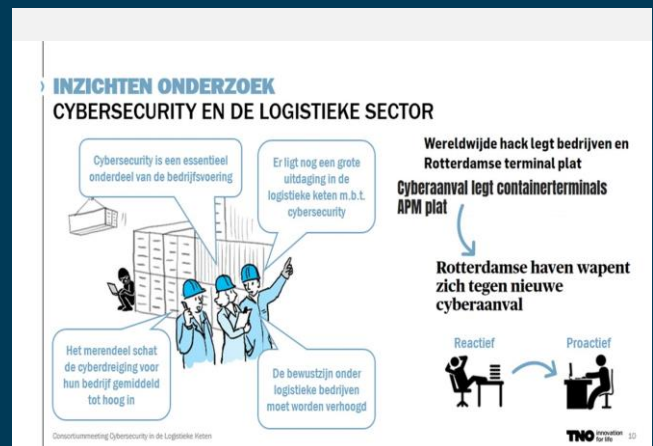 INZICHTEN ONDERZOEK
CYBERSECURITY EN DE LOGISTIEKE SECTOR
Cybersecurity is een essentieel
onderdeel van de bedrijfsvoering
Er ligt nog een grote
uitdaging in de
logistieke keten m.b.t.
cybersecurity
Het merendeel schat
de cyberdreiging voor
hun bedrijf gemiddeld
tot hoog in
De bewustzijn onder
logistieke bedrijven
moet worden verhoogd
Wereldwijde hack legt bedrijven en
Rotterdamse terminal plat
Cyberaanval legt containerterminals
APM plat
Rotterdamse haven wapent
zich tegen nieuwe
cyberaanval
Reactief
Proactief
Consortiummeeting Cybersecurity in de Logistieke Keten
TNO innovation
for life
10